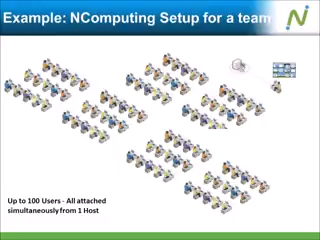 Example: NComputing Setup for a team
Up to 100 Users - All attached
simultaneously from 1 Host